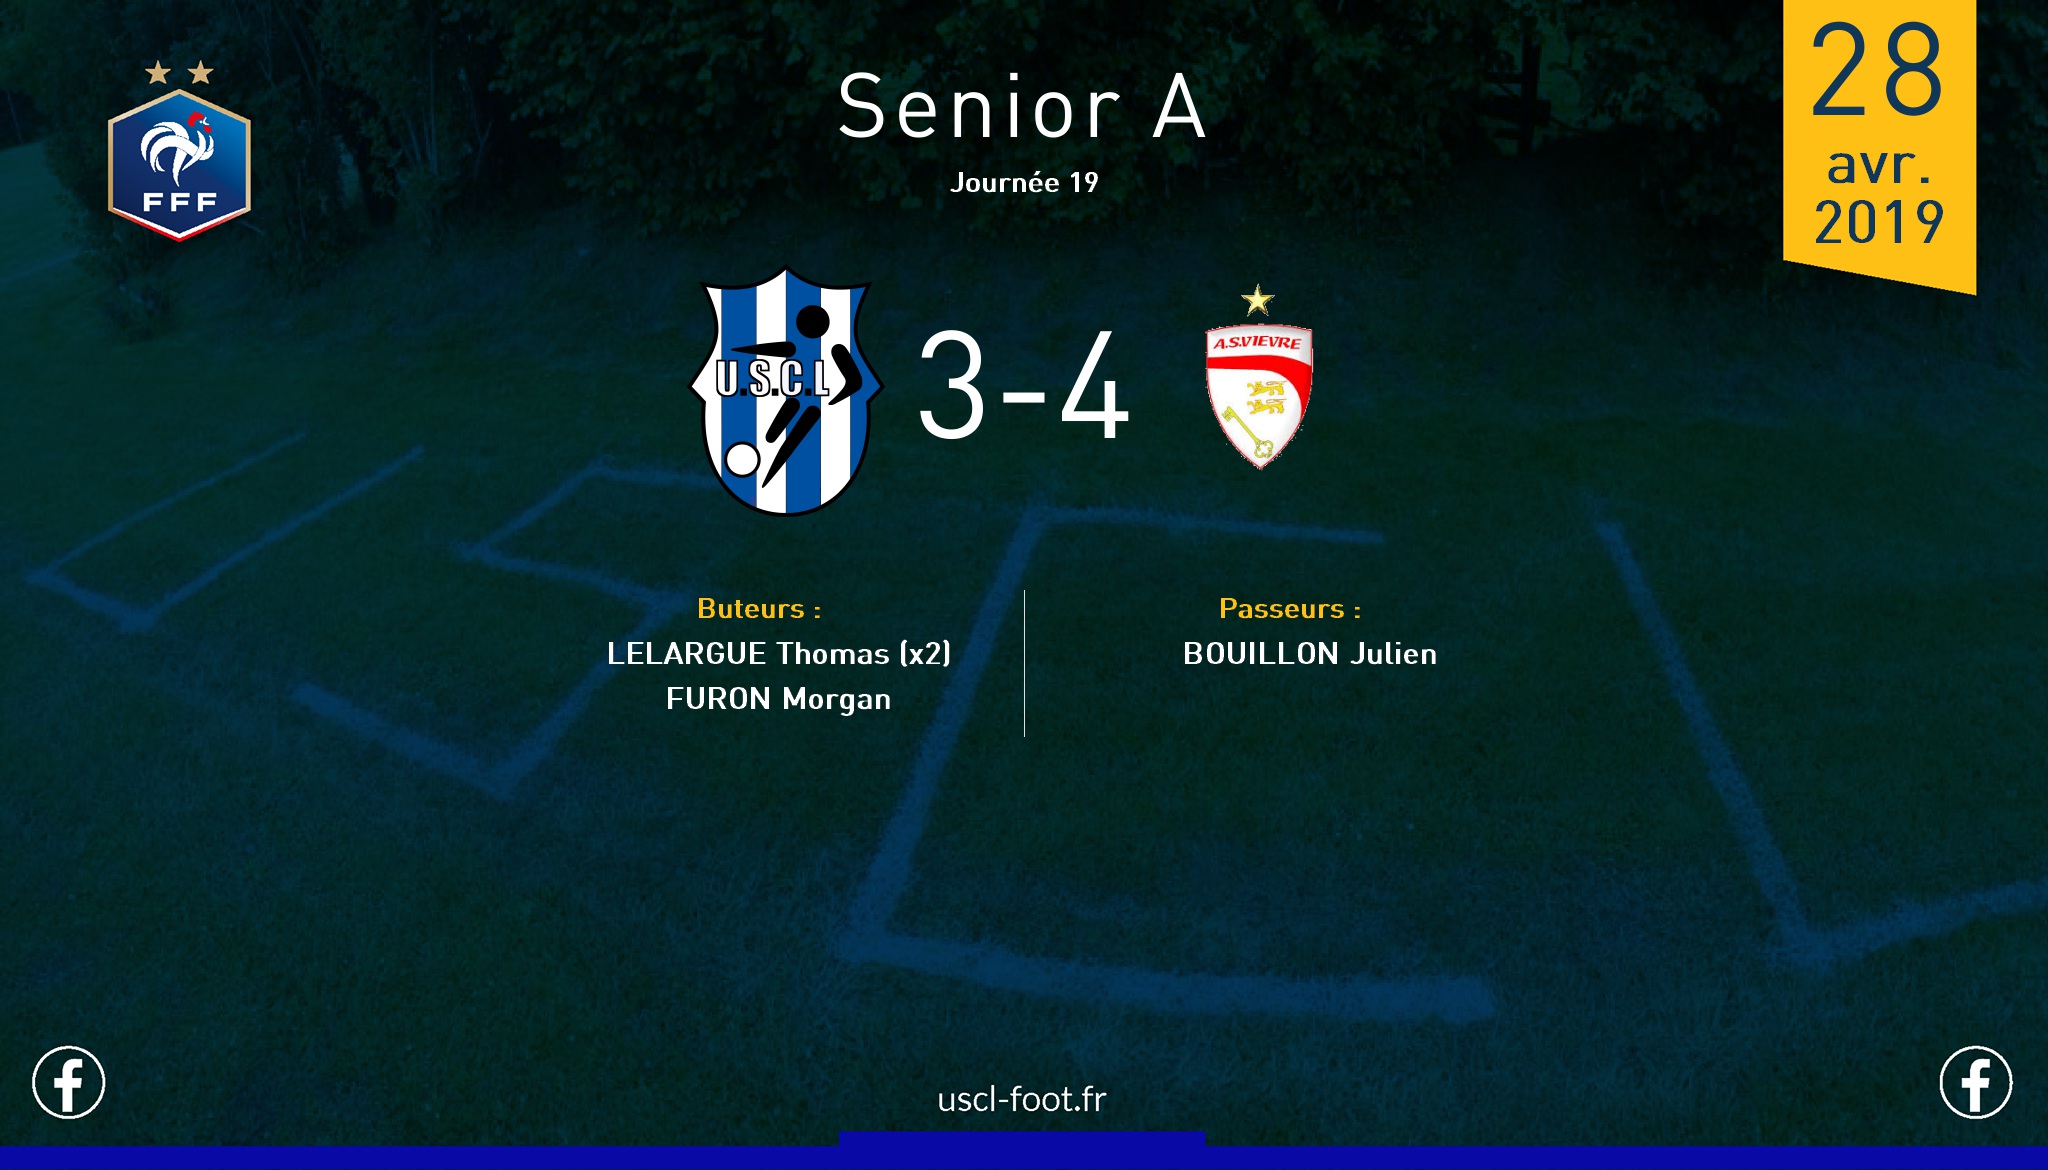 Senior A
Journée 19
28
avr.
2019
FFF
U.S.C.L
3-4
A.S.VIEVRE
Buteurs :
LELARGUE Thomas (x2)
FURON Morgan
Passeurs :
BOUILLON Julien
USCL
uscl-foot.fr